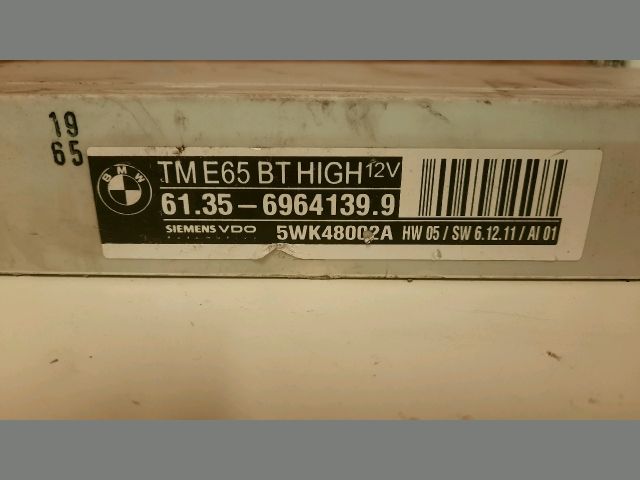 19
65
BMW
TM E65 BT HIGH 12V
61.35-6964139.9
SIEMENS VDO 5WK48002A HW 05 / SW 6.12.11 / AI 01